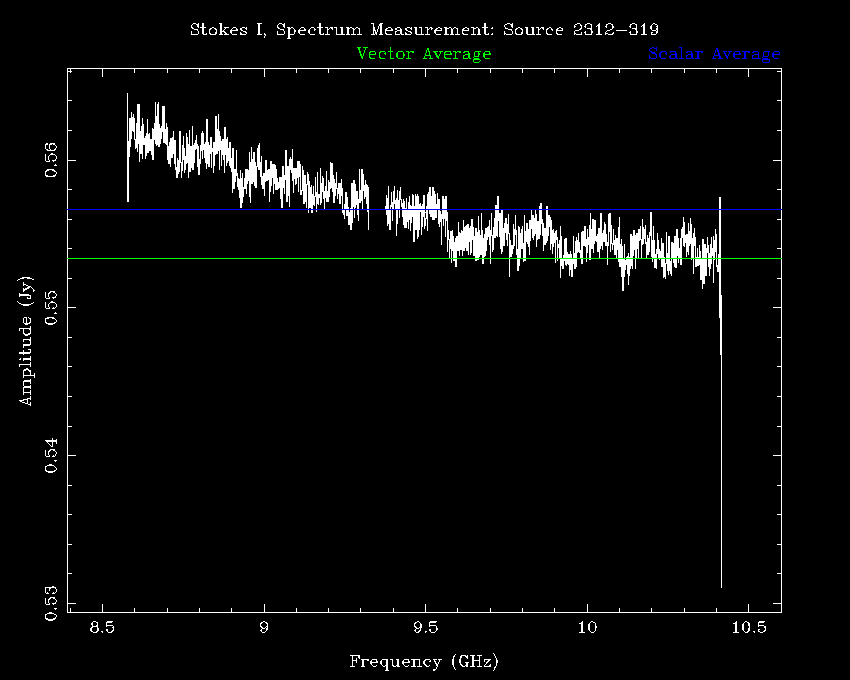 Stokes I, Spectrum Measurement: Source 2312-319
Vector Average
Scalar Average
0.56
0.55
0.54
0.53
Amplitude (Jy)
8.5
9
9.5
10
10.5
Frequency (GHz)